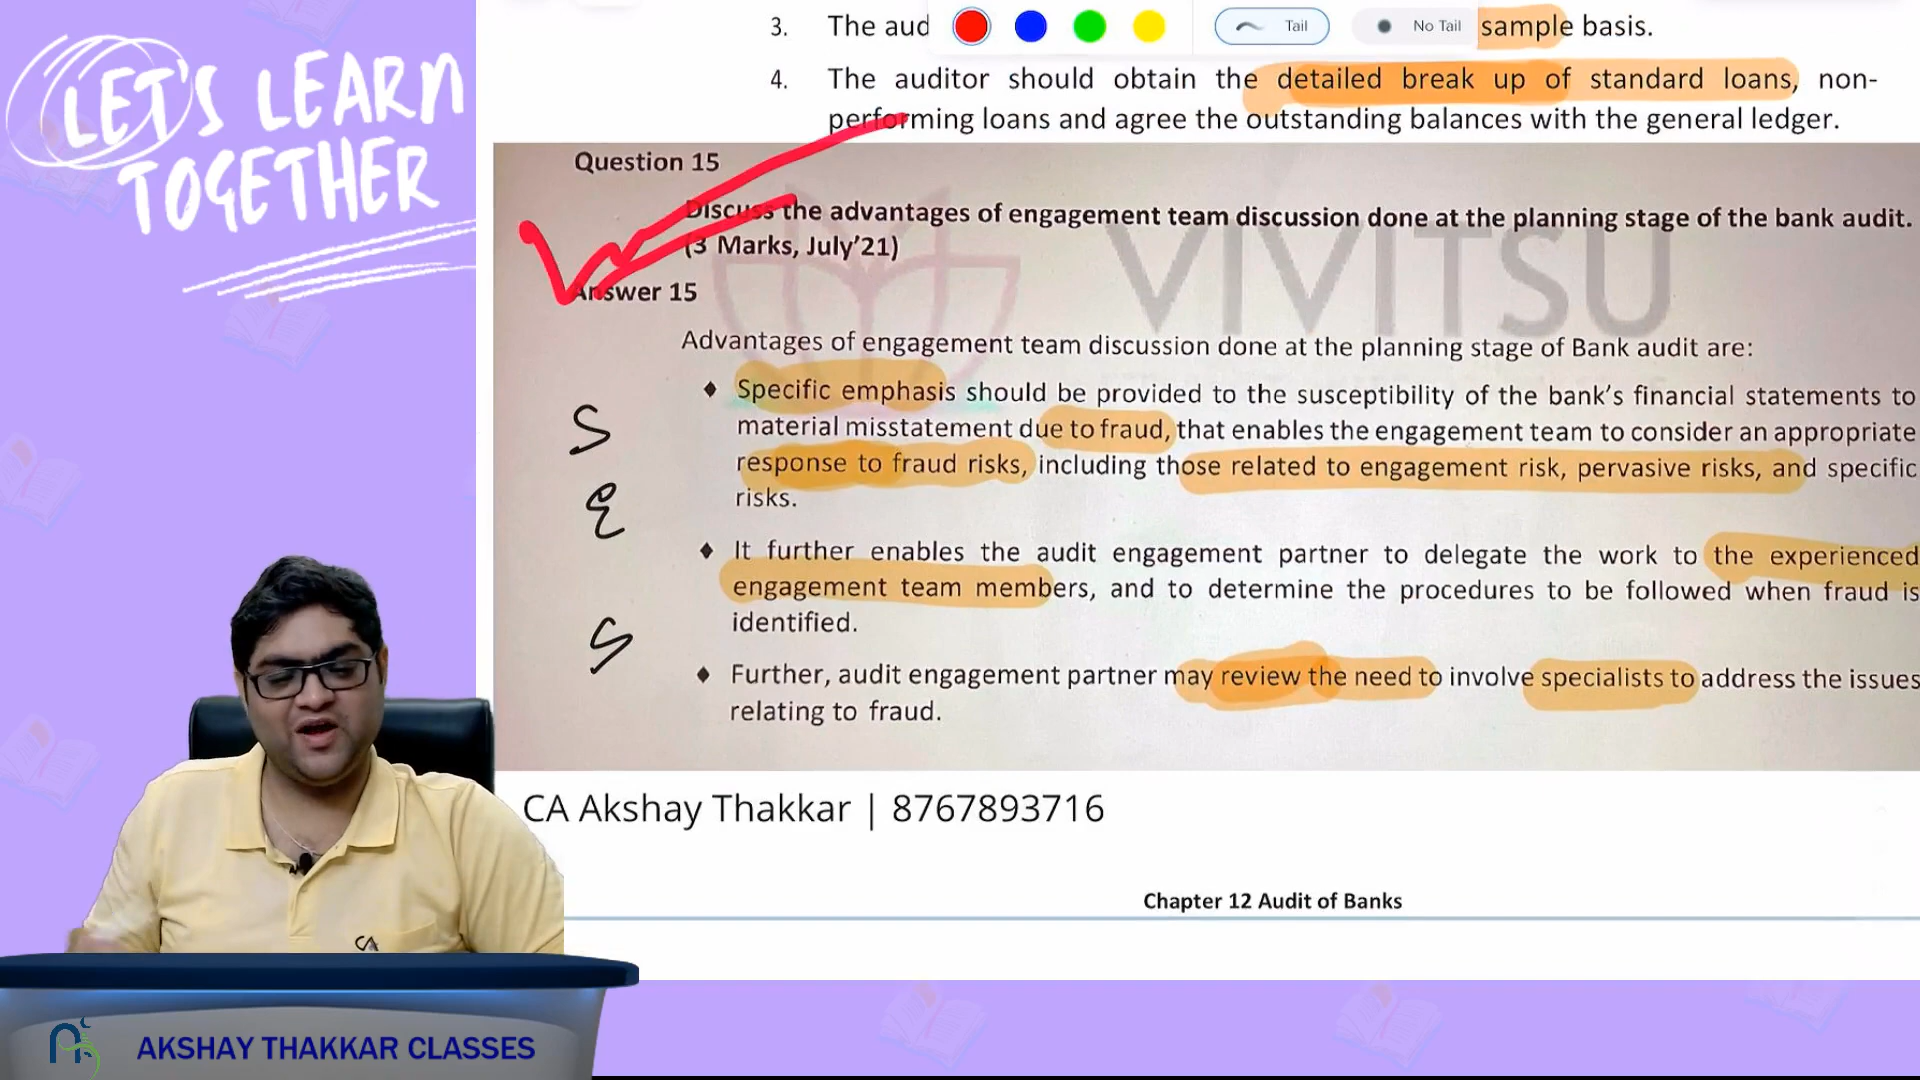 LET'S LEARN
TOGETHER
3. The aud
Tail
No Tail
sample basis.
4. The auditor should obtain the detailed break up of standard loans, non-
performing loans and agree the outstanding balances with the general ledger.
Question 15
Discuss the advantages of engagement team discussion done at the planning stage of the bank audit.
(3 Marks, July'21)
VIVITSU
Answer 15
Advantages of engagement team discussion done at the planning stage of Bank audit are:
♦ Specific emphasis should be provided to the susceptibility of the bank's financial statements to
material misstatement due to fraud, that enables the engagement team to consider an appropriate
response to fraud risks, including those related to engagement risk, pervasive risks, and specific
risks.
S
E
♦ It further enables the audit engagement partner to delegate the work to the experienced
engagement team members, and to determine the procedures to be followed when fraud is
identified.
S
♦ Further, audit engagement partner may review the need to involve specialists to address the issues
relating to fraud.
CA Akshay Thakkar | 8767893716
Chapter 12 Audit of Banks
CA
AKSHAY THAKKAR CLASSES